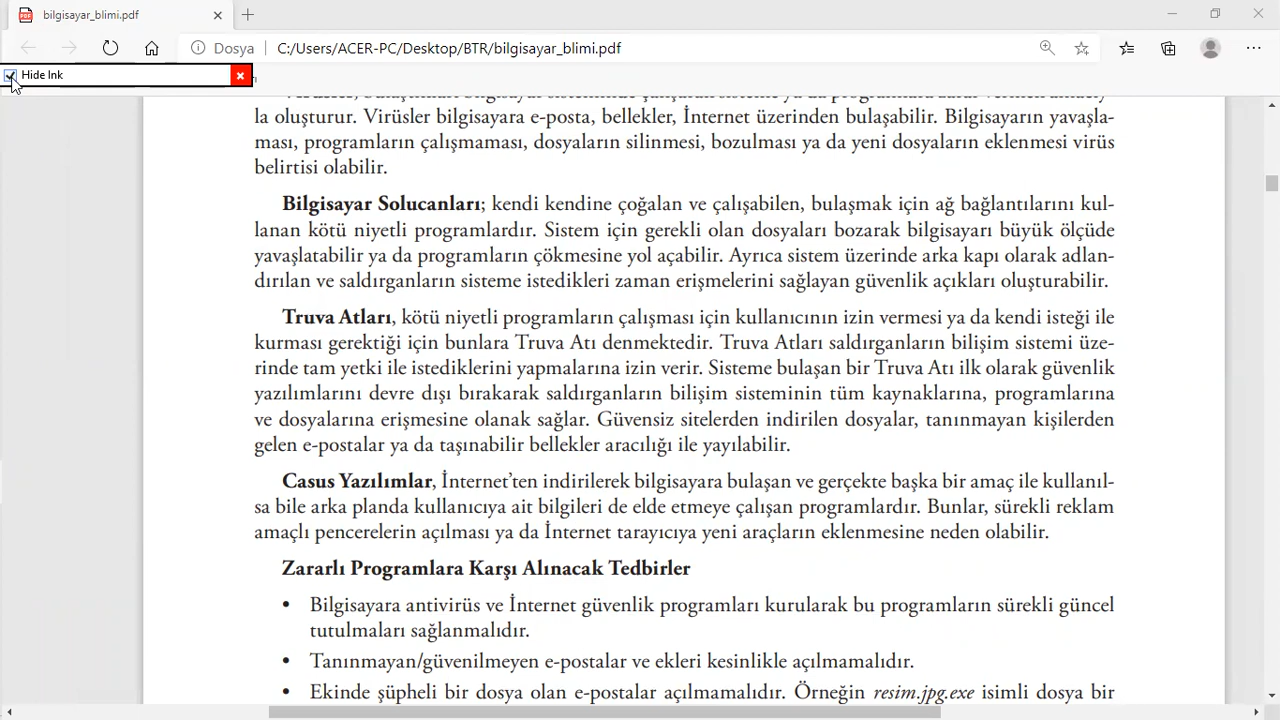 bilgisayar_blimi.pdf
Dosya C:/Users/ACER-PC/Desktop/BTR/bilgisayar_blimi.pdf
Hide Ink
la oluşturur. Virüsler bilgisayara e-posta, bellekler, İnternet üzerinden bulaşabilir. Bilgisayarın yavaşla-
ması, programların çalışmaması, dosyaların silinmesi, bozulması ya da yeni dosyaların eklenmesi virüs
belirtisi olabilir.
Bilgisayar Solucanları; kendi kendine çoğalan ve çalışabilen, bulaşmak için ağ bağlantılarını kul-
lanan kötü niyetli programlardır. Sistem için gerekli olan dosyaları bozarak bilgisayarı büyük ölçüde
yavaşlatabilir ya da programların çökmesine yol açabilir. Ayrıca sistem üzerinde arka kapı olarak adlan-
dırılan ve saldırganların sisteme istedikleri zaman erişmelerini sağlayan güvenlik açıkları oluşturabilir.
Truva Atları, kötü niyetli programların çalışması için kullanıcının izin vermesi ya da kendi isteği ile
kurması gerektiği için bunlara Truva Atı denmektedir. Truva Atları saldırganların bilişim sistemi üze-
rinde tam yetki ile istediklerini yapmalarına izin verir. Sisteme bulaşan bir Truva Atı ilk olarak güvenlik
yazılımlarını devre dışı bırakarak saldırganların bilişim sisteminin tüm kaynaklarına, programlarına
ve dosyalarına erişmesine olanak sağlar. Güvensiz sitelerden indirilen dosyalar, tanınmayan kişilerden
gelen e-postalar ya da taşınabilir bellekler aracılığı ile yayılabilir.
Casus Yazılımlar, İnternet'ten indirilerek bilgisayara bulaşan ve gerçekte başka bir amaç ile kullanıl-
sa bile arka planda kullanıcıya ait bilgileri de elde etmeye çalışan programlardır. Bunlar, sürekli reklam
amaçlı pencerelerin açılması ya da İnternet tarayıcıya yeni araçların eklenmesine neden olabilir.
Zararlı Programlara Karşı Alınacak Tedbirler
• Bilgisayara antivirüs ve İnternet güvenlik programları kurularak bu programların sürekli güncel
tutulmaları sağlanmalıdır.
• Tanınmayan/güvenilmeyen e-postalar ve ekleri kesinlikle açılmamalıdır.
• Ekinde şüpheli bir dosya olan e-postalar açılmamalıdır. Örneğin resim.jpg.exe isimli dosya bir